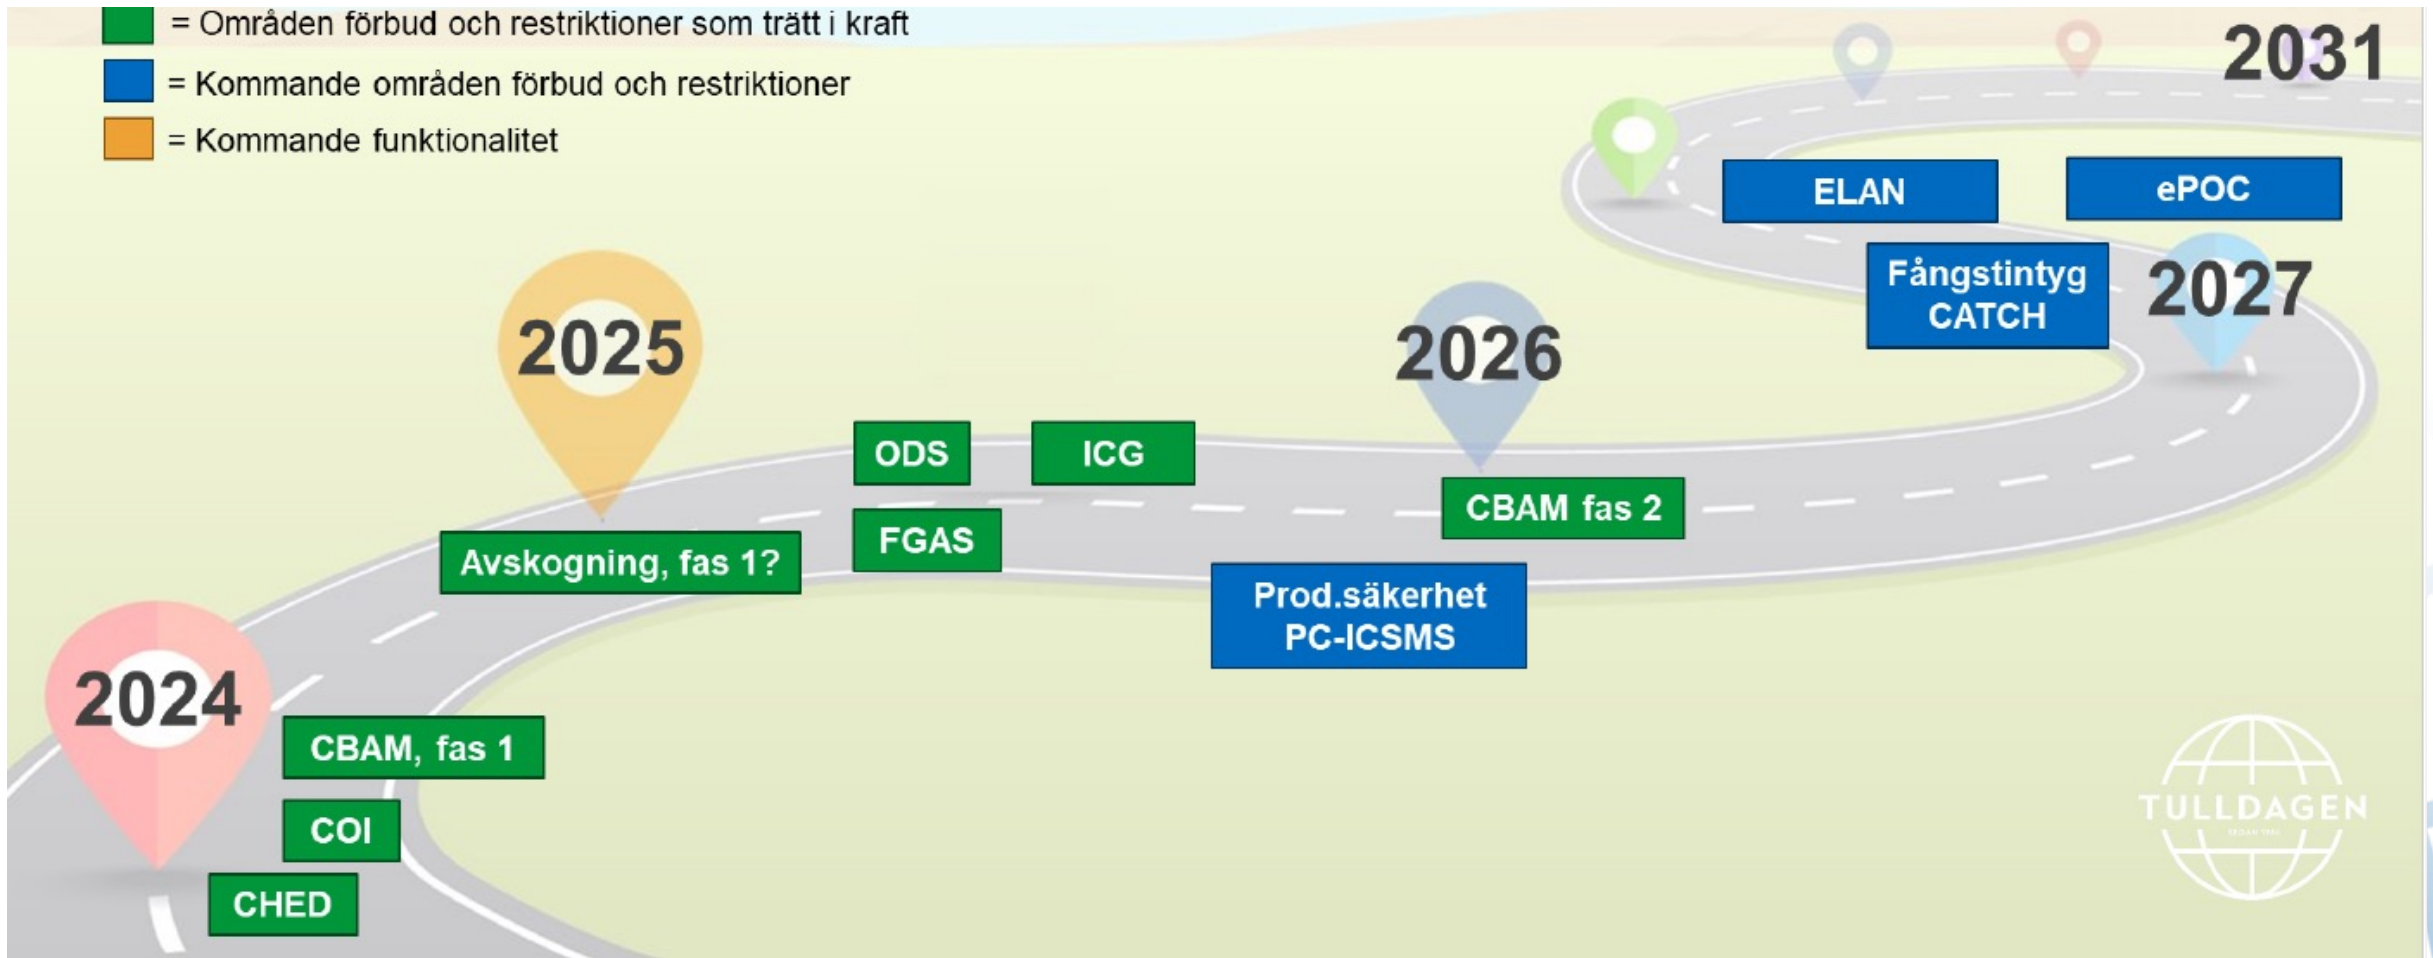 = Områden förbud och restriktioner som trätt i kraft
= Kommande områden förbud och restriktioner
= Kommande funktionalitet
2031
ELAN
ePOC
Fångstintyg
CATCH
2027
2025
2026
ODS
ICG
CBAM fas 2
FGAS
Avskogning, fas 1?
Prod.säkerhet
PC-ICSMS
2024
CBAM, fas 1
COI
CHED
TULLDAGEN